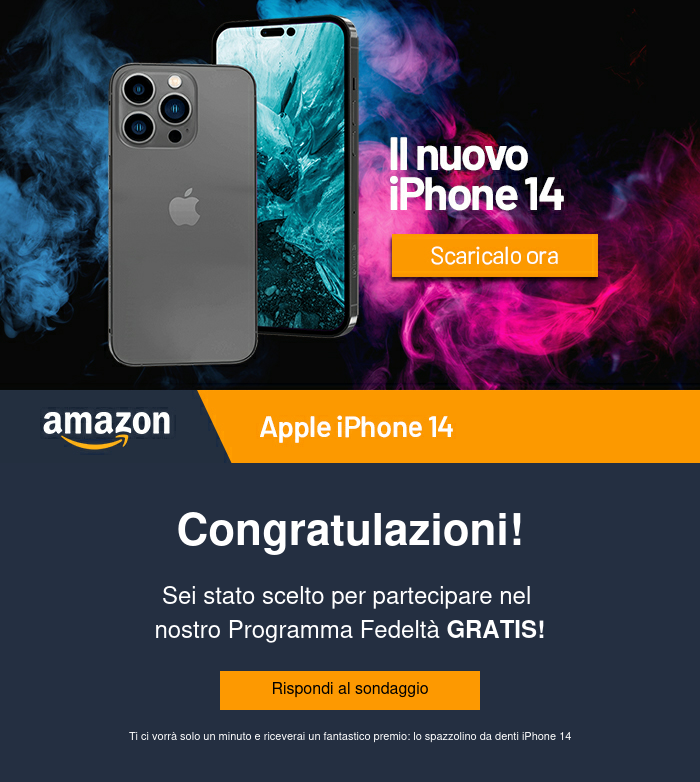 Il nuovo
iPhone 14
Scaricalo ora
amazon
Apple iPhone 14
Congratulazioni!
Sei stato scelto per partecipare nel
nostro Programma Fedeltà GRATIS!
Rispondi al sondaggio
Ti ci vorrà solo un minuto e riceverai un fantastico premio: lo spazzolino da denti iPhone 14